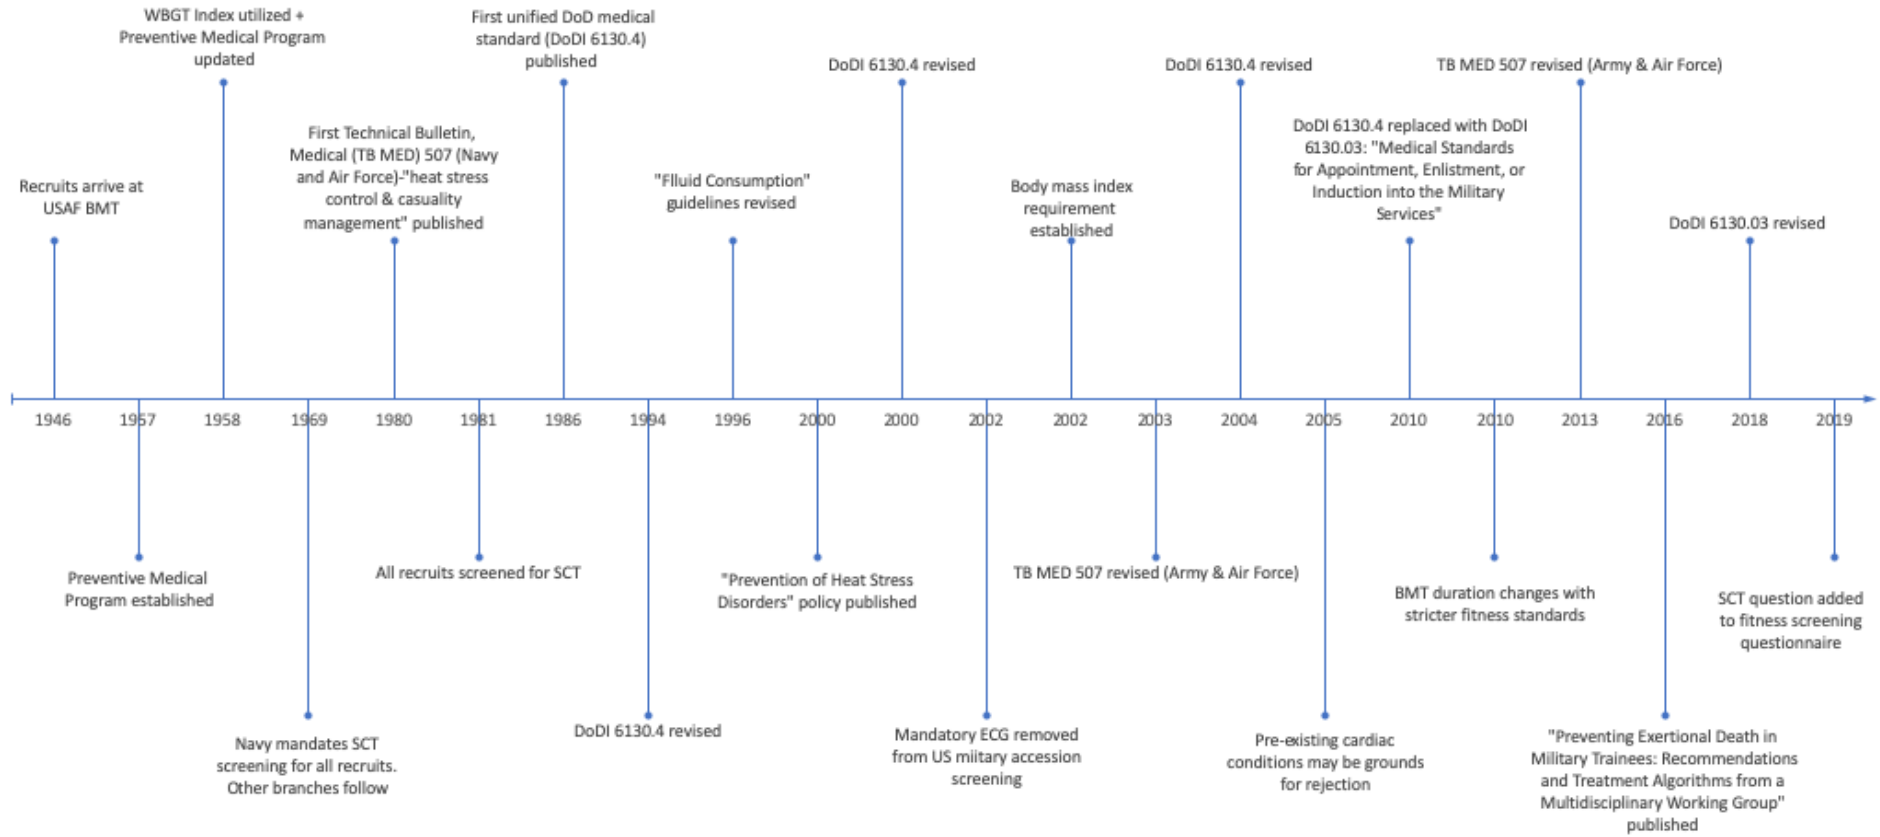 WBGT Index utilized +
Preventive Medical Program
updated
First unified DoD medical
standard (DoDI 6130.4)
published
DoDI 6130.4 revised
DoDI 6130.4 revised
TB MED 507 revised (Army & Air Force)
First Technical Bulletin,
Medical (TB MED) 507 (Navy
and Air Force)-"heat stress
control & casuality
management" published
DoDI 6130.4 replaced with DoDI
6130.03: "Medical Standards
for Appointment, Enlistment, or
Induction into the Military
Services"
Recruits arrive at
USAF BMT
"Flluid Consumption"
guidelines revised
Body mass index
requirement
established
DoDI 6130.03 revised
1946
1957
1958
1969
1980
1981
1986
1994
1996
2000
2000
2002
2002
2003
2004
2005
2010
2010
2013
2016
2018
2019
Preventive Medical
Program established
All recruits screened for SCT
"Prevention of Heat Stress
Disorders" policy published
TB MED 507 revised (Army & Air Force)
BMT duration changes with
stricter fitness standards
SCT question added
to fitness screening
questionnaire
Navy mandates SCT
screening for all recruits.
Other branches follow
DoDI 6130.4 revised
Mandatory ECG removed
from US miitary accession
screening
Pre-existing cardiac
conditions may be grounds
for rejection
"Preventing Exertional Death in
Military Trainees: Recommendations
and Treatment Algorithms from a
Multidisciplinary Working Group"
published